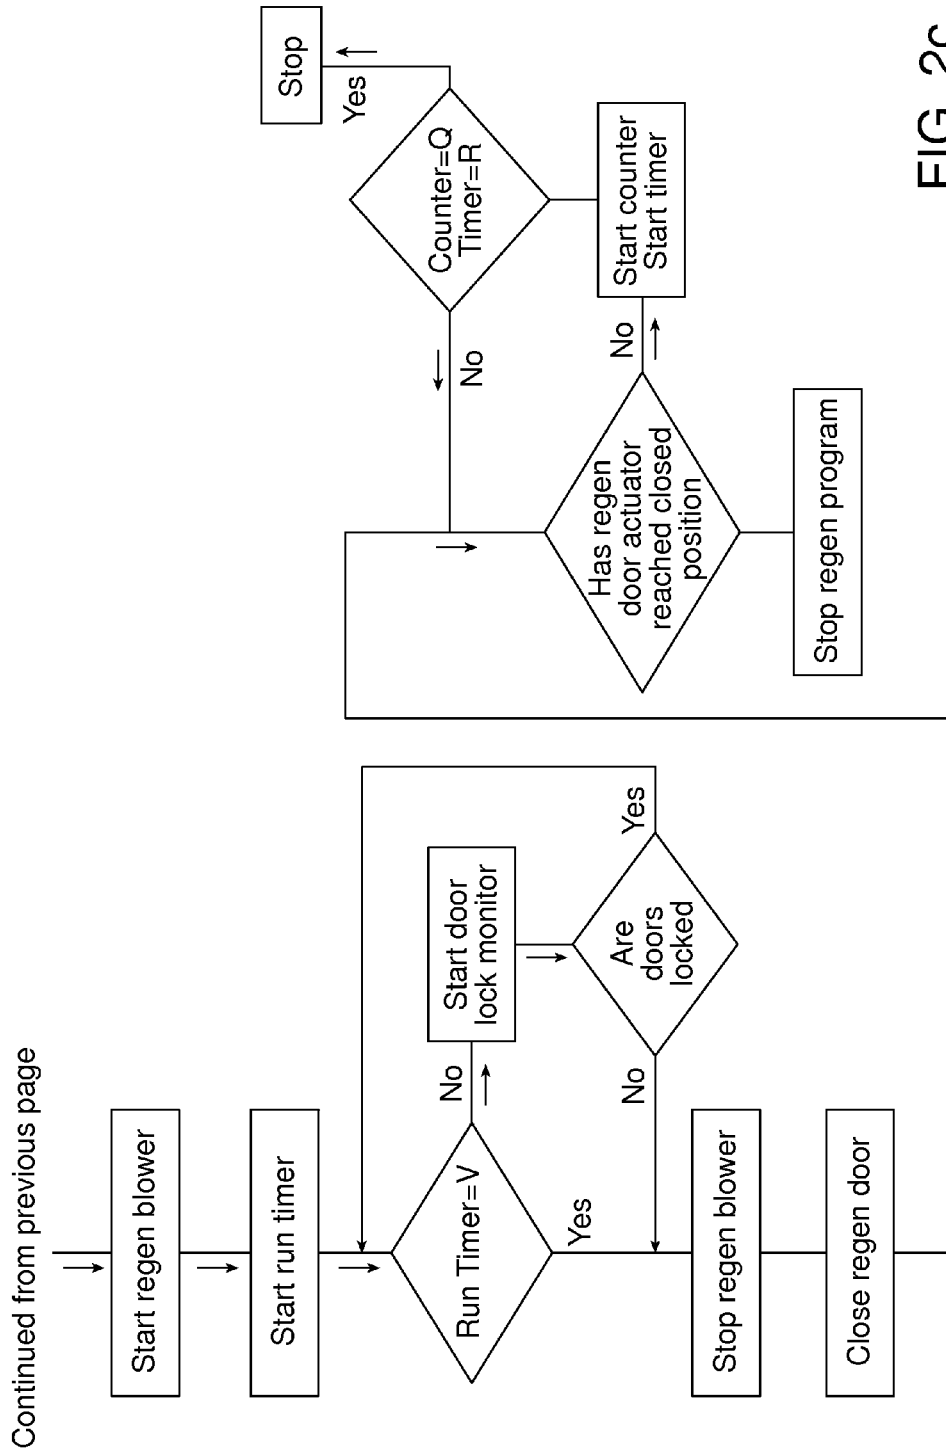 Continued from previous page
Start regen blower
Start run timer
Run Timer=V
No
Start door
lock monitor
Are
doors
locked
Yes
No
Yes
Stop regen blower
Close regen door
Has regen
door actuator
reached closed
position
No
Start counter
Start timer
Counter=Q
Timer=R
Yes
Stop
No
Stop regen program
FIG. 2c